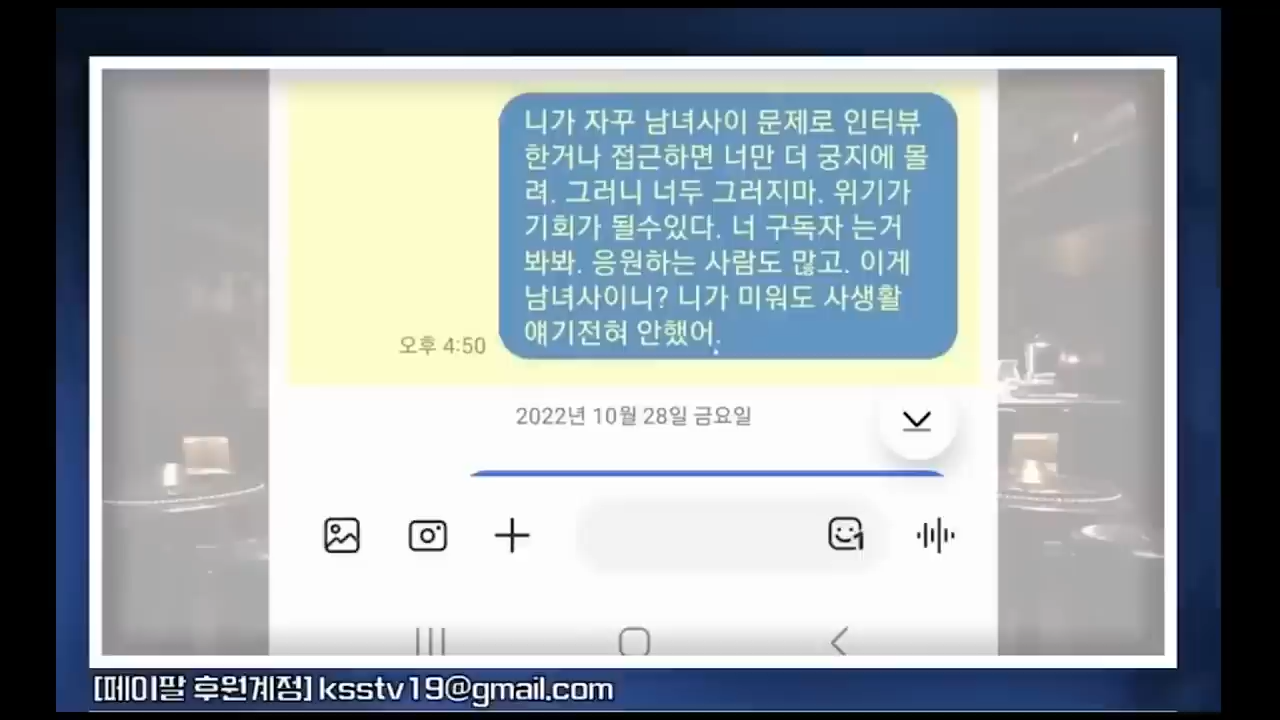 니가 자꾸 남녀사이 문제로 인터뷰
한거나 접근하면 너만 더 궁지에 몰
려. 그러니 너두 그러지마. 위기가
기회가 될수있다. 너 구독자 는거
봐봐. 응원하는 사람도 많고. 이게
남녀사이니? 니가 미워도 사생활
얘기전혀 안했어.
오후 4:50
2022년 10월 28일 금요일
[페이팔 후원계정] ksstv19@gmail.com